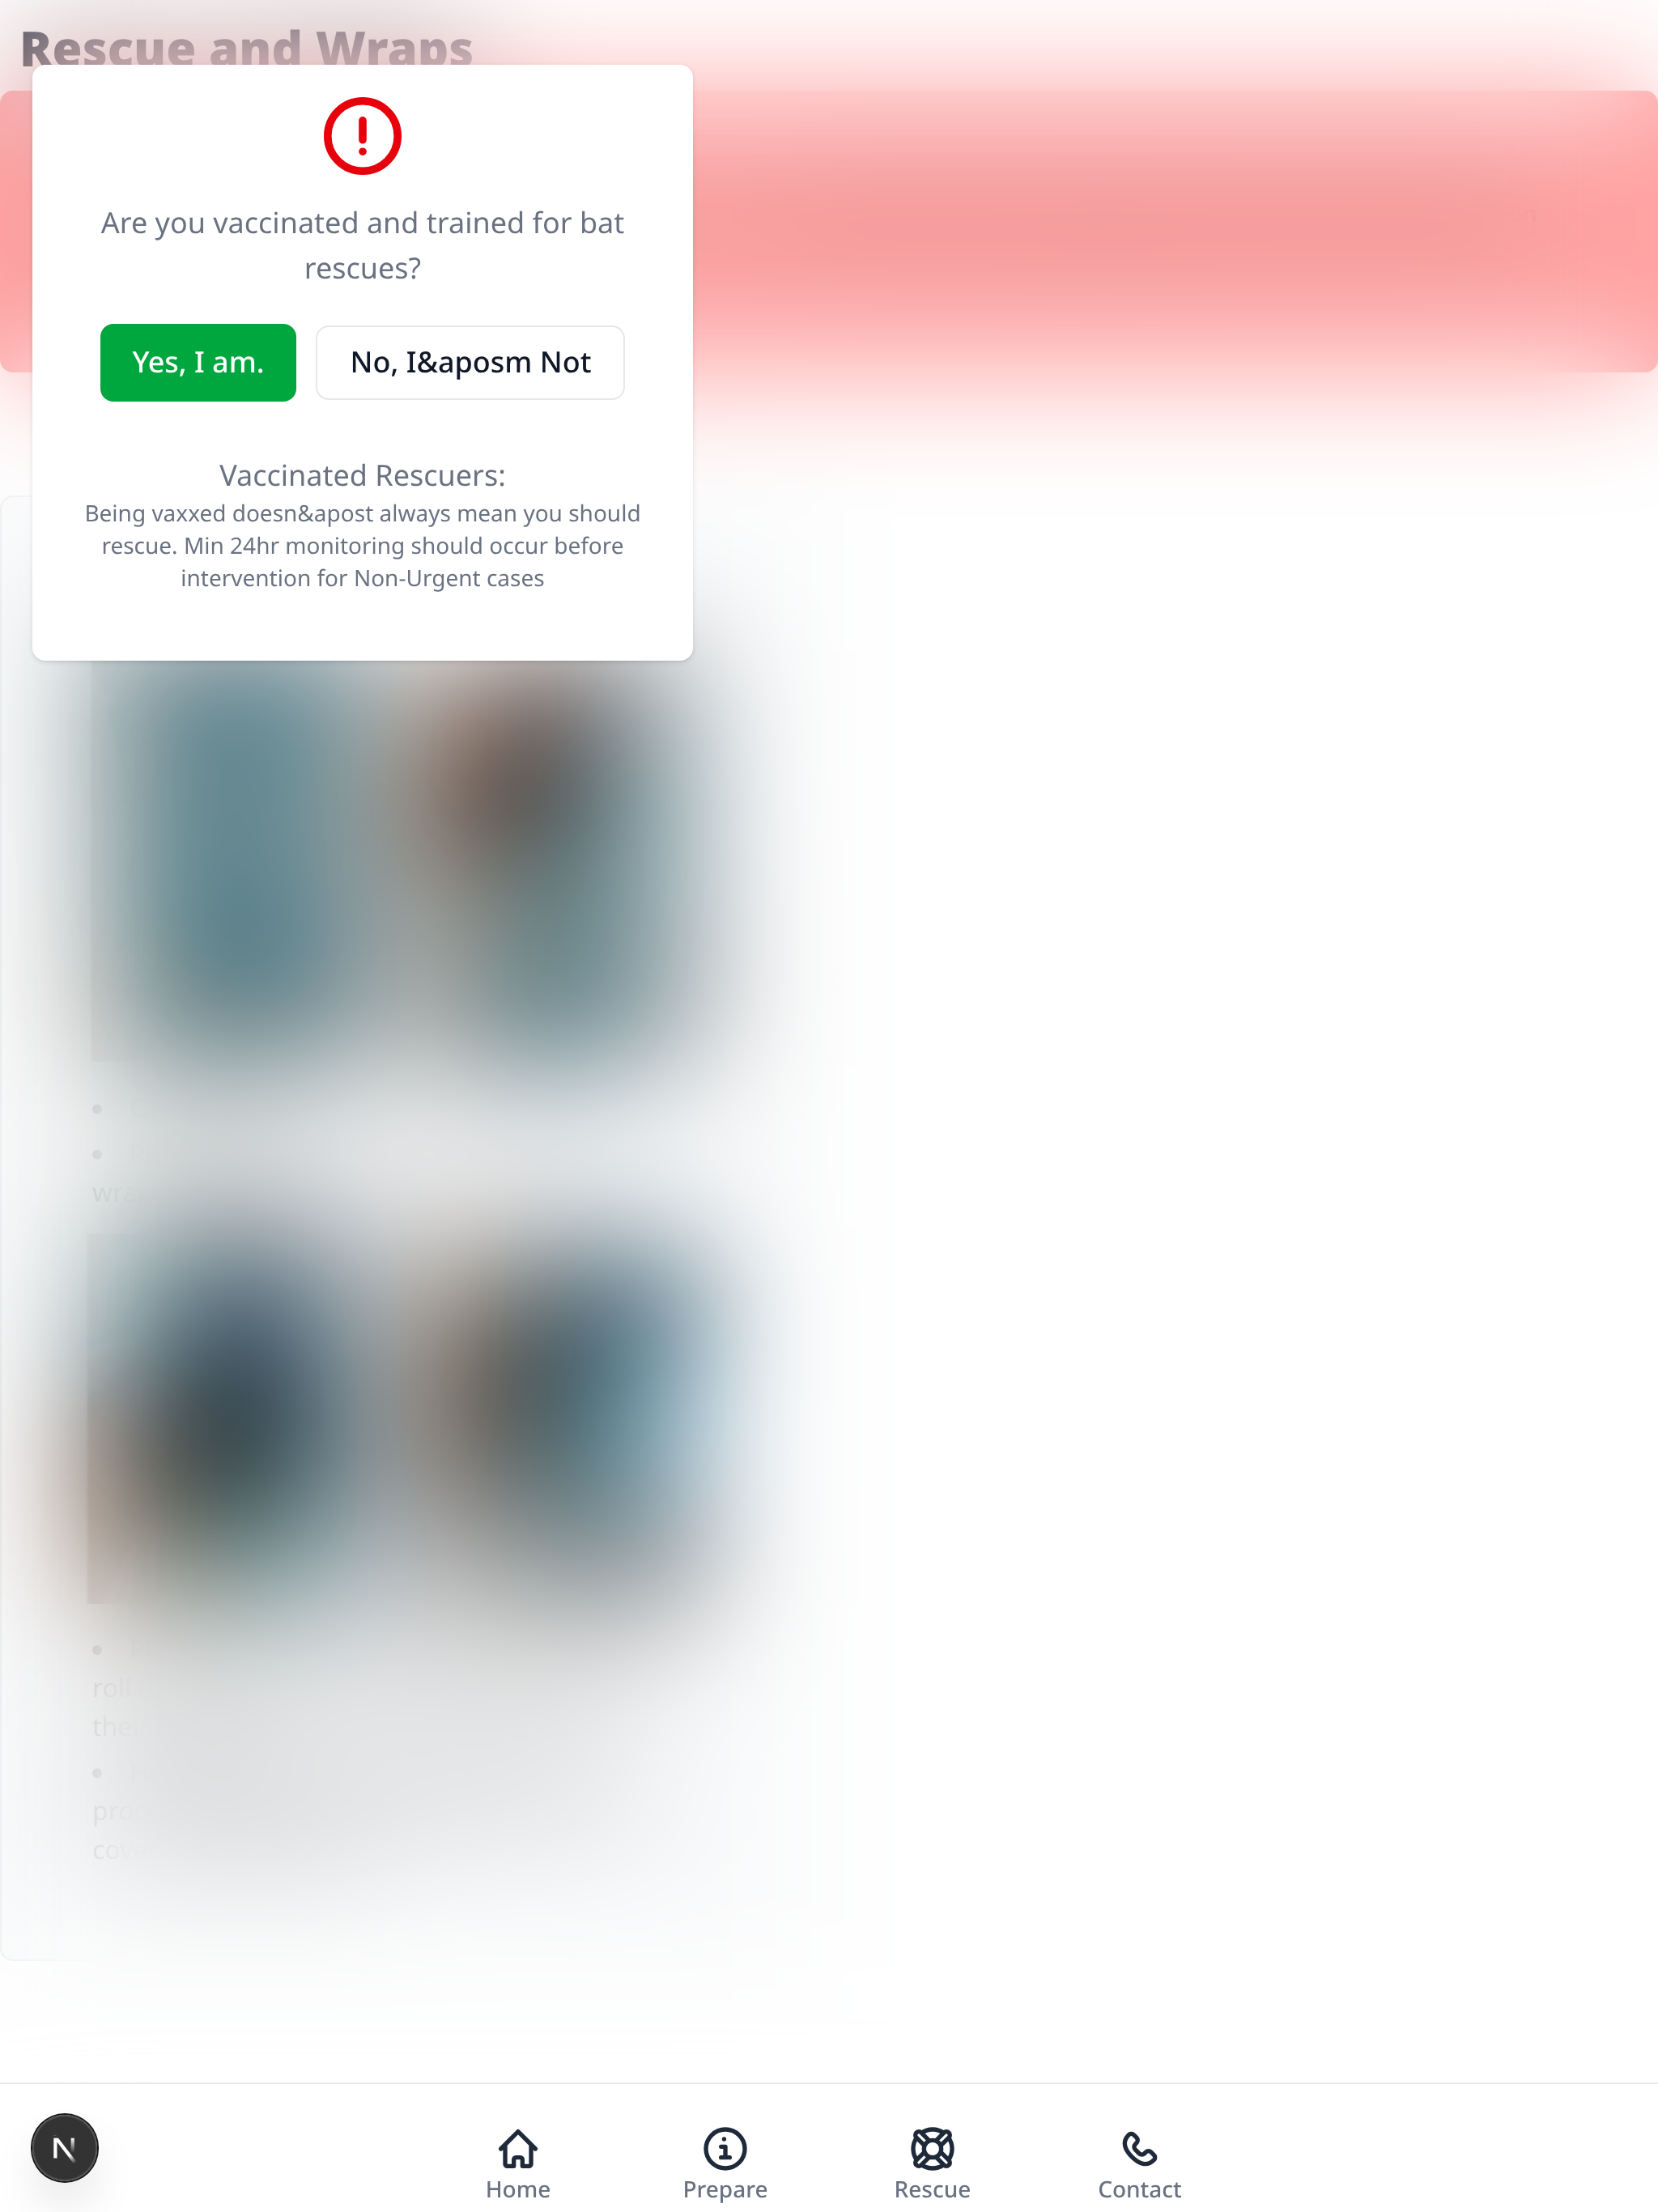 Rescue and Wraps
Are you vaccinated and trained for bat
rescues?
Yes, I am.
No, I&aposm Not
Vaccinated Rescuers:
Being vaxxed doesn&apost always mean you should
rescue. Min 24hr monitoring should occur before
intervention for Non-Urgent cases
roll
N
Home
Prepare
Rescue
Contact